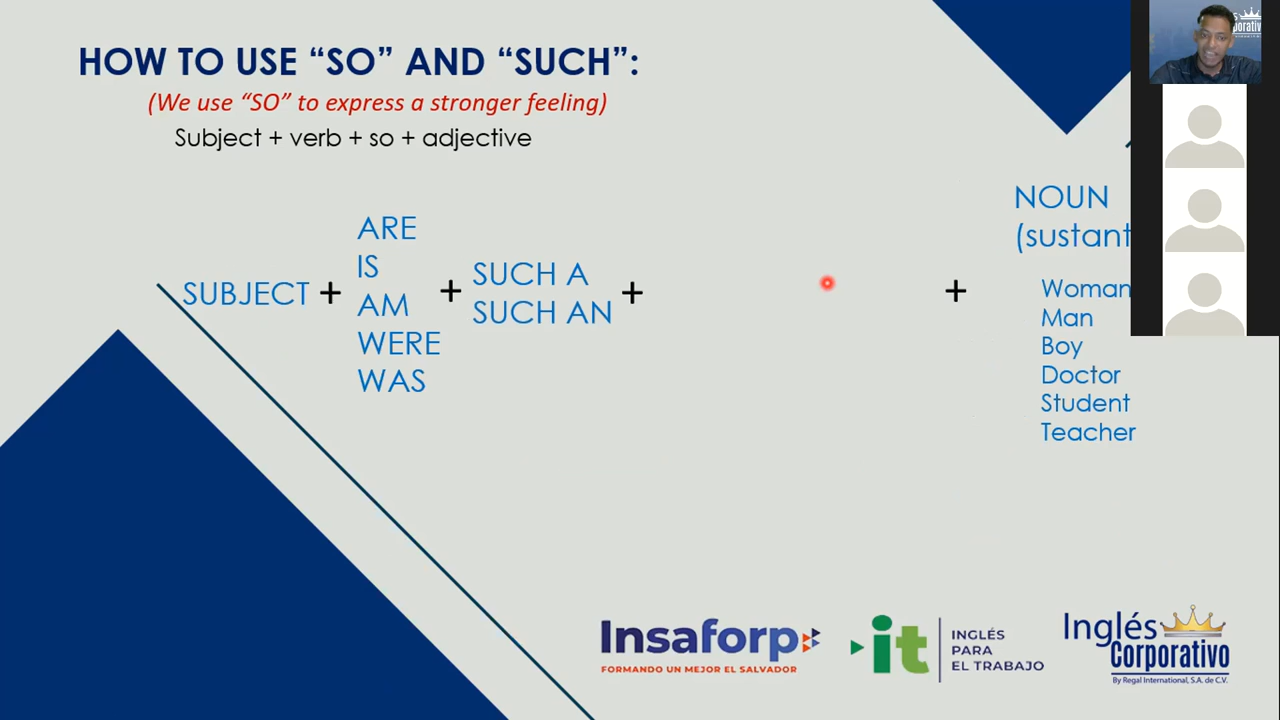 HOW TO USE “SO” AND “SUCH”:
(We use “SO” to express a stronger feeling)
Subject + verb + so + adjective
SUBJECT +
ARE
IS
AM
WERE
WAS
+
SUCH A
SUCH AN
+
+
NOUN
(sustant
Woman
Man
Boy
Doctor
Student
Teacher
Insaforp
FORMANDO UN MEJOR EL SALVADOR
it
INGLÉS
PARA
EL TRABAJO
Inglés
Corporativo
By Regal International, S.A. de C.V.